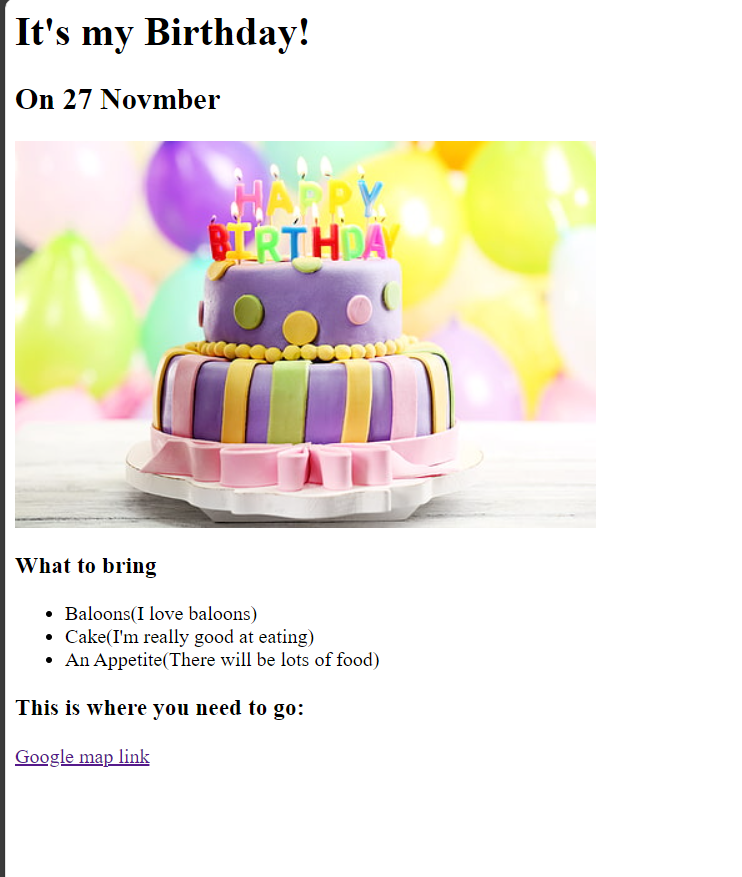 It's my Birthday!
On 27 Novmber
HAPPY
BIRTHDAY
What to bring
Baloons(I love baloons)
Cake(I'm really good at eating)
An Appetite(There will be lots of food)
This is where you need to go:
Google map link